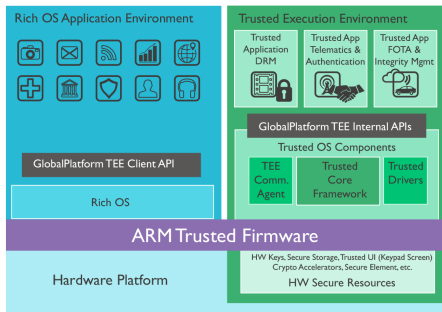 Rich OS Application Environment
GlobalPlatform TEE Client API
Rich OS
Trusted Execution Environment
Trusted
Application
DRM
Trusted App
Telematics &
Authentication
Trusted App
FOTA &
Integrity Mgmt
GlobalPlatform TEE Internal APIs
Trusted OS Components
TEE
Comm.
Agent
Trusted
Core
Framework
Trusted
Drivers
ARM Trusted Firmware
Hardware Platform
HW Keys, Secure Storage, Trusted UI (Keypad Screen)
Crypto Accelerators, Secure Element, etc.
HW Secure Resources